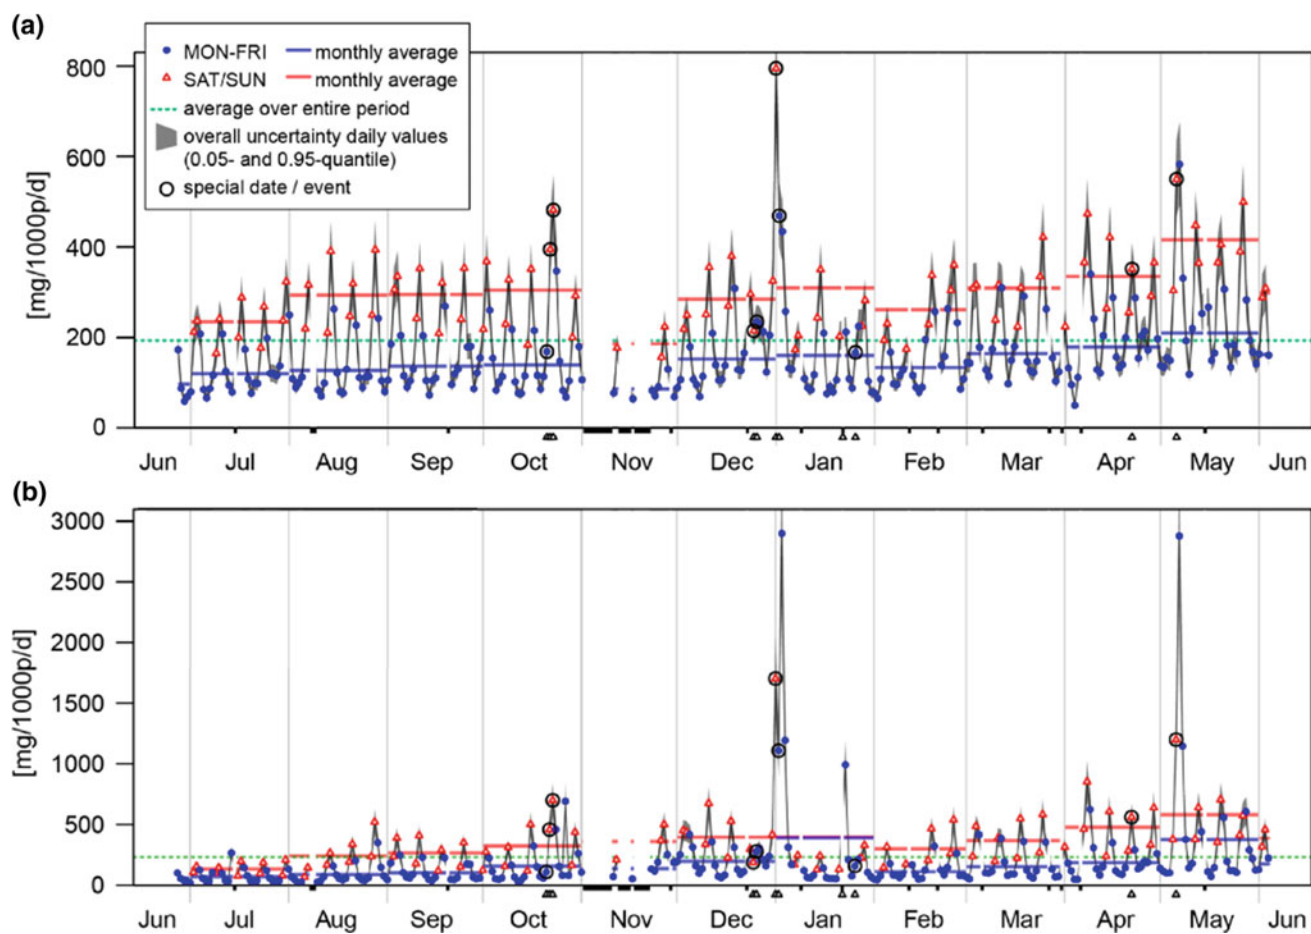 (a)
MON-FRI monthly average
SAT/SUN monthly average
average over entire period
overall uncertainty daily values
(0.05- and 0.95-quantile)
special date / event
[mg/1000p/d]
800
600
400
200
0
Jun Jul Aug Sep Oct Nov Dec Jan Feb Mar Apr May Jun
(b)
[mg/1000p/d]
3000
2500
2000
1500
1000
500
0
Jun Jul Aug Sep Oct Nov Dec Jan Feb Mar Apr May Jun